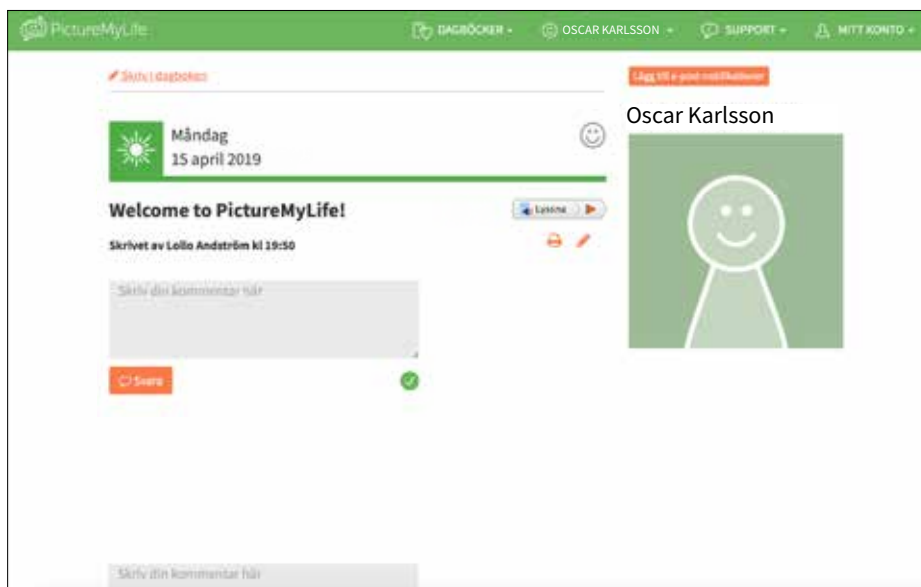 PictureMyLife
DAGBÖCKER
OSCAR KARLSSON
SUPPORT
MITT KONTO
Skriv i dagboken
Lägg till e-post notifikationer
Oscar Karlsson
Måndag
15 april 2019
Welcome to PictureMyLife!
Lyssna
Skrivet av Lollo Andström kl 19:50
Skriv din kommentar här
Svara
Skriv din kommentar här